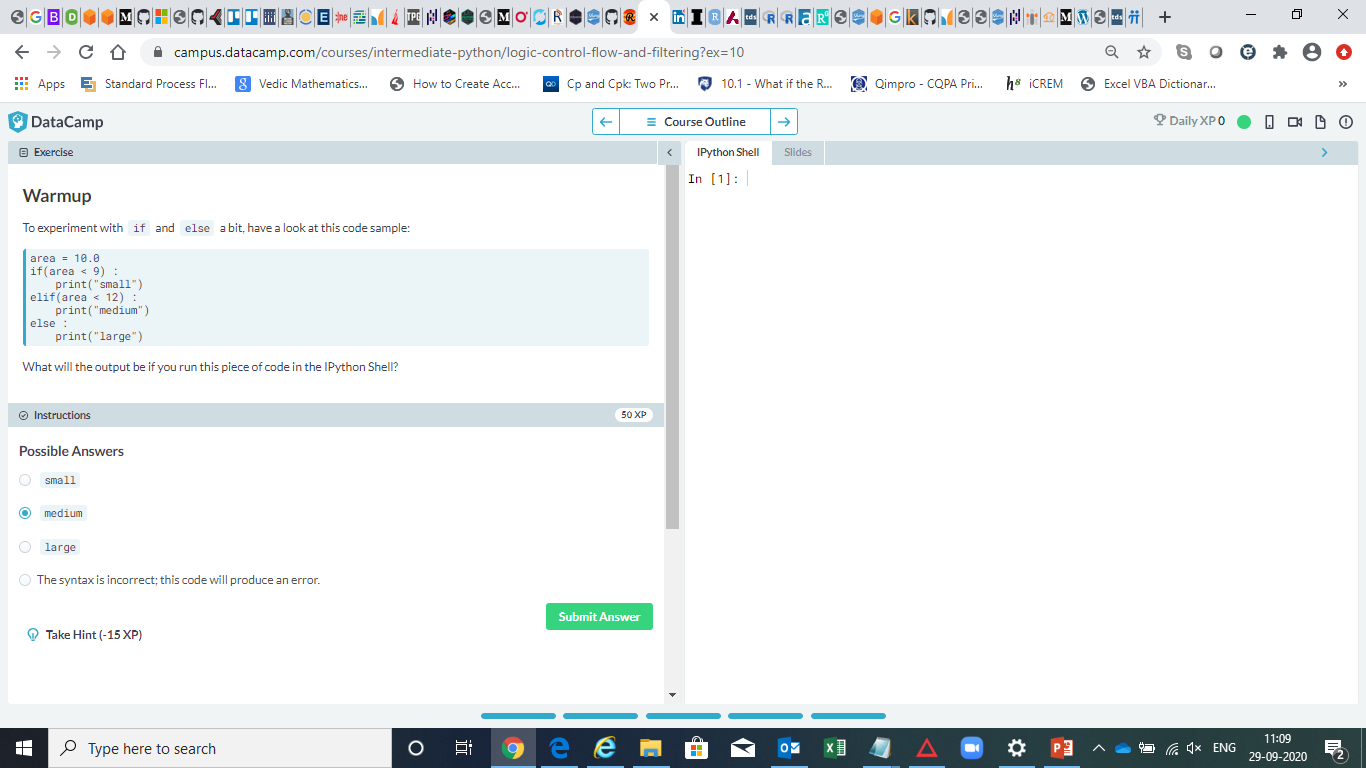 campus.datacamp.com/courses/intermediate-python/logic-control-flow-and-filtering?ex=10
Apps
Standard Process Fl...
Vedic Mathematics...
How to Create Acc...
Cp and Cpk: Two Pr...
10.1 - What if the R...
Qimpro - CQPA Pri...
iCREM
Excel VBA Dictionar...
DataCamp
Course Outline
Daily XP 0
Exercise
IPython Shell
Slides
In [1]:
Warmup
To experiment with if and else a bit, have a look at this code sample:
area = 10.0
if(area < 9) :
    print("small")
elif(area < 12) :
    print("medium")
else :
    print("large")
What will the output be if you run this piece of code in the IPython Shell?
Instructions
50 XP
Possible Answers
small
medium
large
The syntax is incorrect; this code will produce an error.
Submit Answer
Take Hint (-15 XP)
Type here to search
ENG
11:09
29-09-2020
2